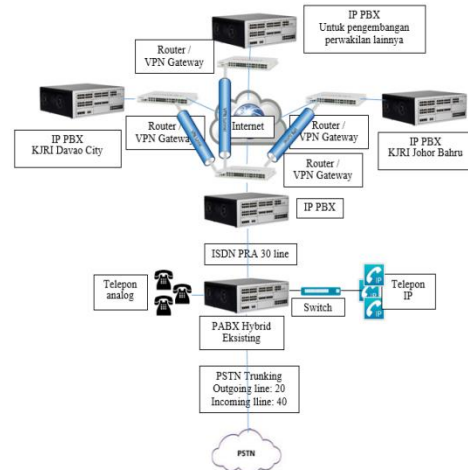 IP PBX
Untuk pengembangan
perwakilan lainnya
Router /
VPN Gateway
Internet
Router /
VPN Gateway
Router /
VPN Gateway
IP PBX
KJRI Davao City
IP PBX
KJRI Johor Bahru
Router /
VPN Gateway
IP PBX
ISDN PRA 30 line
Telepon
analog
Switch
Telepon
IP
IP
IP
PABX Hybrid
Eksisting
PSTN Trunking
Outgoing line: 20
Incoming lline: 40
PSTN